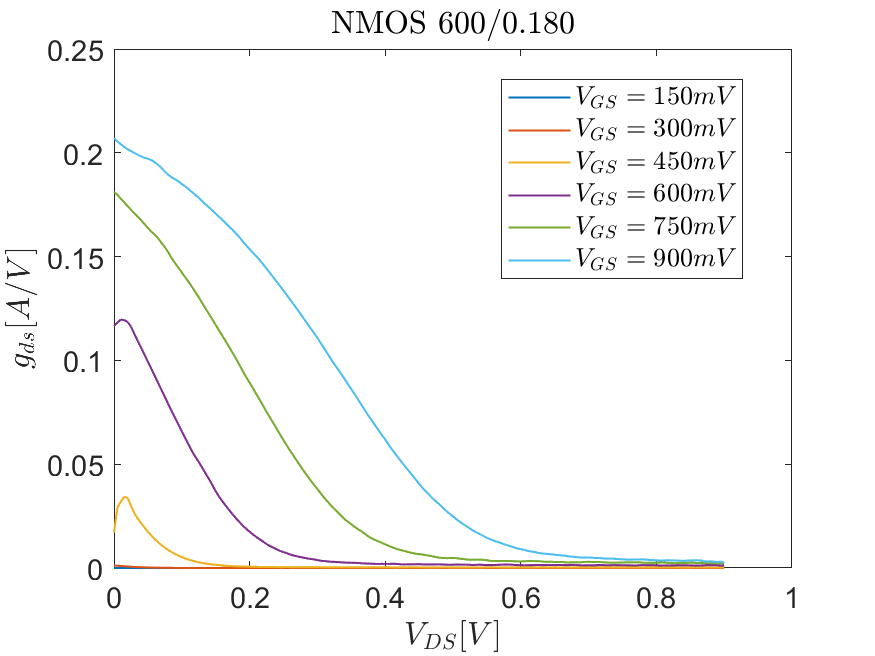 NMOS 600/0.180
0.25
0.2
0.15
0.1
0.05
0
g_{ds}[A/V]
V_{GS} = 150mV
V_{GS} = 300mV
V_{GS} = 450mV
V_{GS} = 600mV
V_{GS} = 750mV
V_{GS} = 900mV
0 0.2 0.4 0.6 0.8 1
V_{DS}[V]